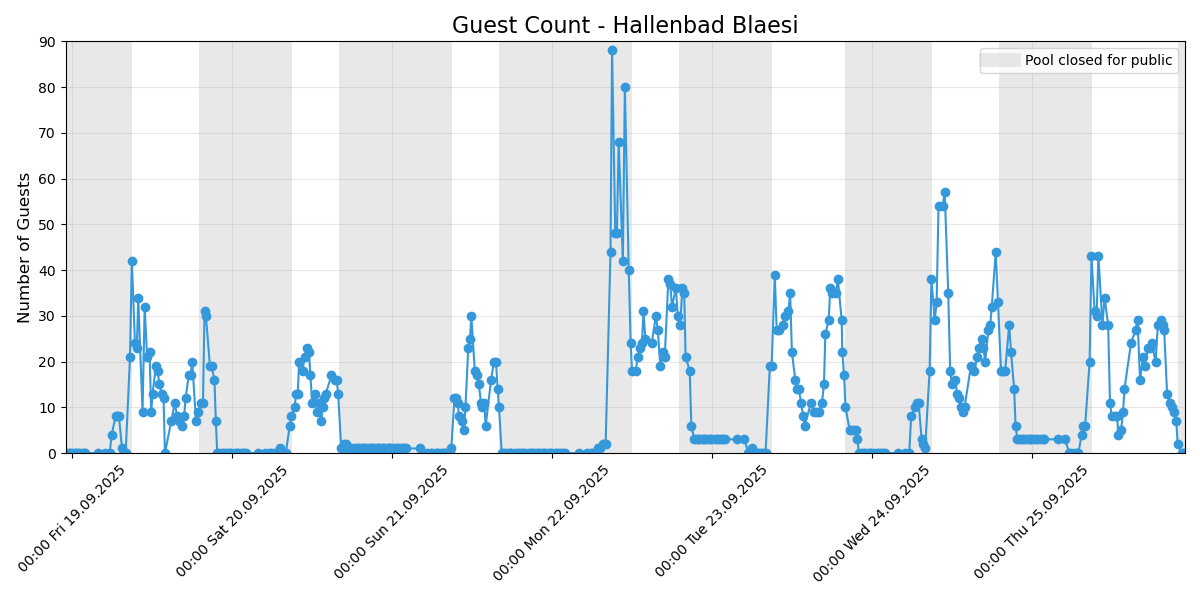 Guest Count - Hallenbad Blaesi
Pool closed for public
Number of Guests
90
80
70
60
50
40
30
20
10
0
00:00 Fri 19.09.2025
00:00 Sat 20.09.2025
00:00 Sun 21.09.2025
00:00 Mon 22.09.2025
00:00 Tue 23.09.2025
00:00 Wed 24.09.2025
00:00 Thu 25.09.2025